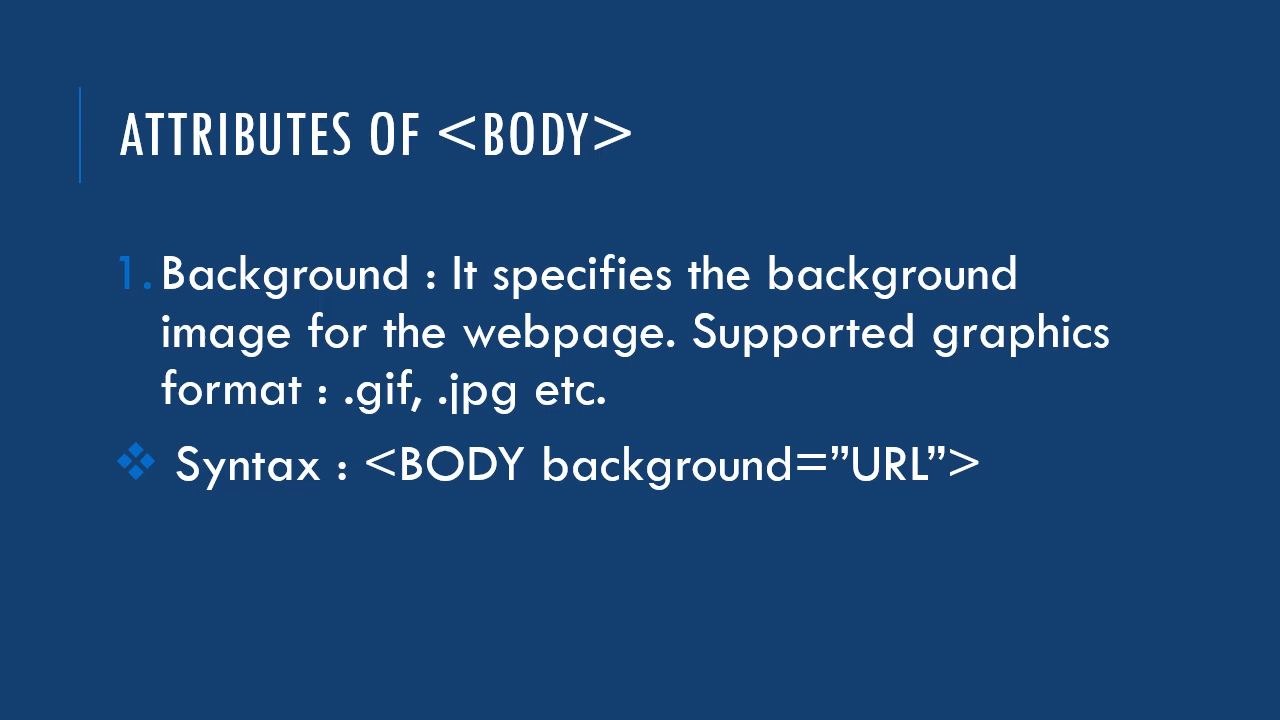 ATTRIBUTES OF <BODY>
1. Background : It specifies the background
image for the webpage. Supported graphics
format : .gif, .jpg etc.
❖ Syntax : <BODY background=”URL”>